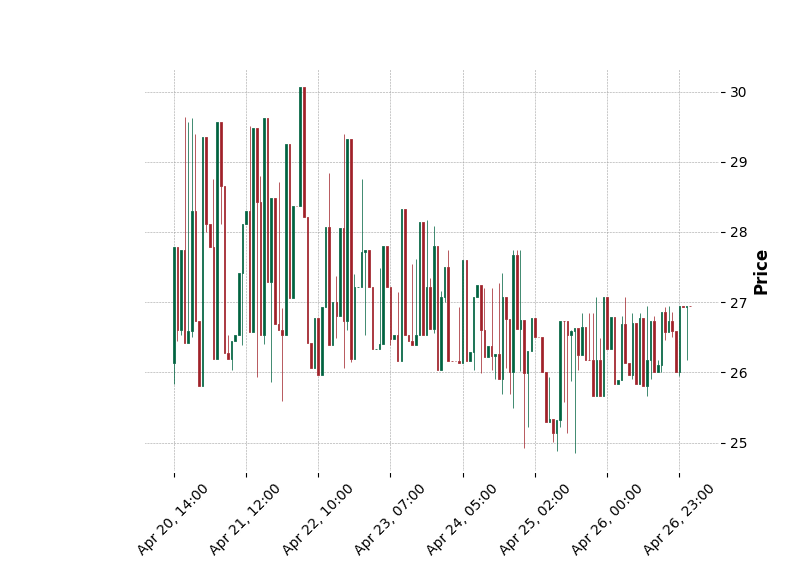 30
29
28
27
26
25
Price
Apr 20, 14:00
Apr 21, 12:00
Apr 22, 10:00
Apr 23, 07:00
Apr 24, 05:00
Apr 25, 02:00
Apr 26, 00:00
Apr 26, 23:00